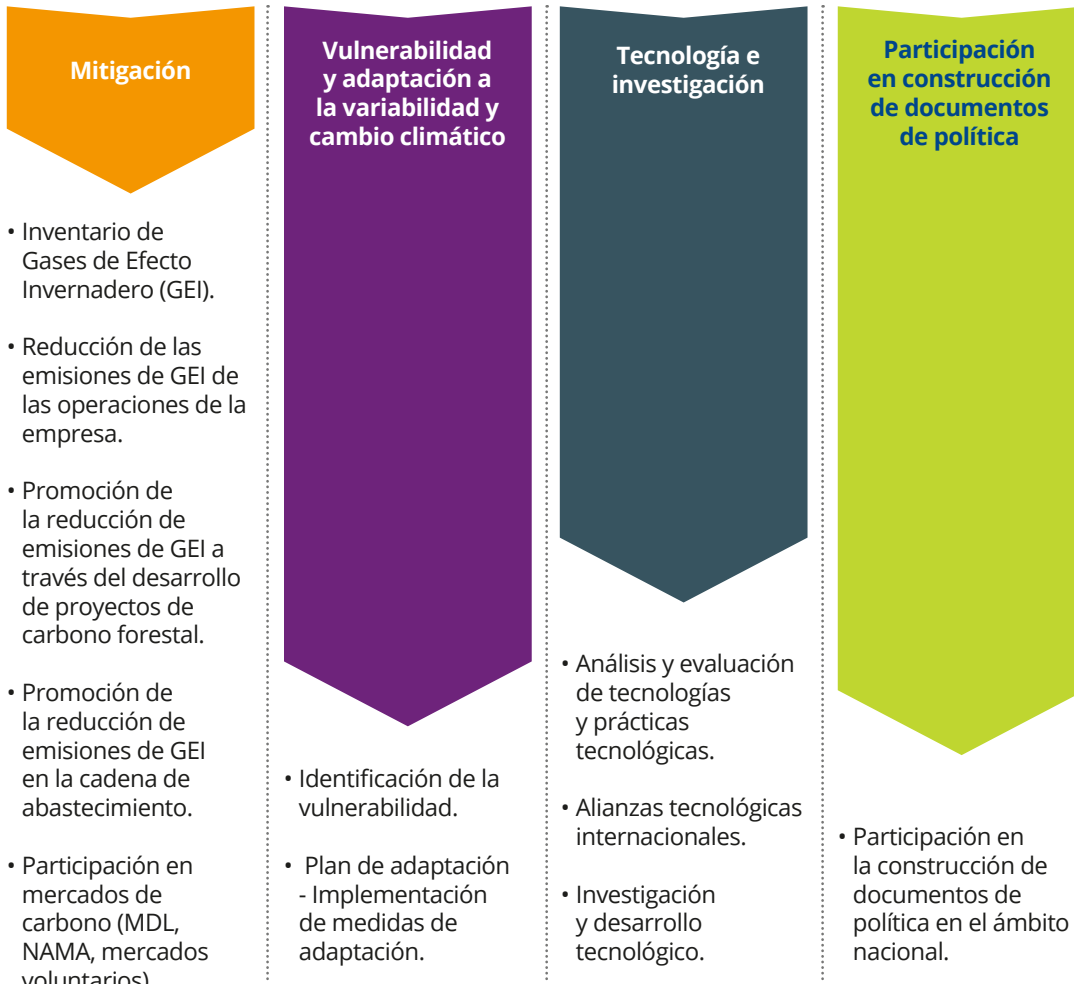 Mitigación
• Inventario de
Gases de Efecto
Invernadero (GEI).
• Reducción de las
emisiones de GEI de
las operaciones de la
empresa.
• Promoción de
la reducción de
emisiones de GEI a
través del desarrollo
de proyectos de
carbono forestal.
• Promoción de
la reducción de
emisiones de GEI
en la cadena de
abastecimiento.
• Participación en
mercados de
carbono (MDL,
NAMA, mercados
voluntarios)
Vulnerabilidad
y adaptación a
la variabilidad y
cambio climático
• Identificación de la
vulnerabilidad.
• Plan de adaptación
- Implementación
de medidas de
adaptación.
Tecnología e
investigación
• Análisis y evaluación
de tecnologías
y prácticas
tecnológicas.
• Alianzas tecnológicas
internacionales.
• Investigación
y desarrollo
tecnológico.
Participación
en construcción
de documentos
de política
• Participación en
la construcción de
documentos de
política en el ámbito
nacional.